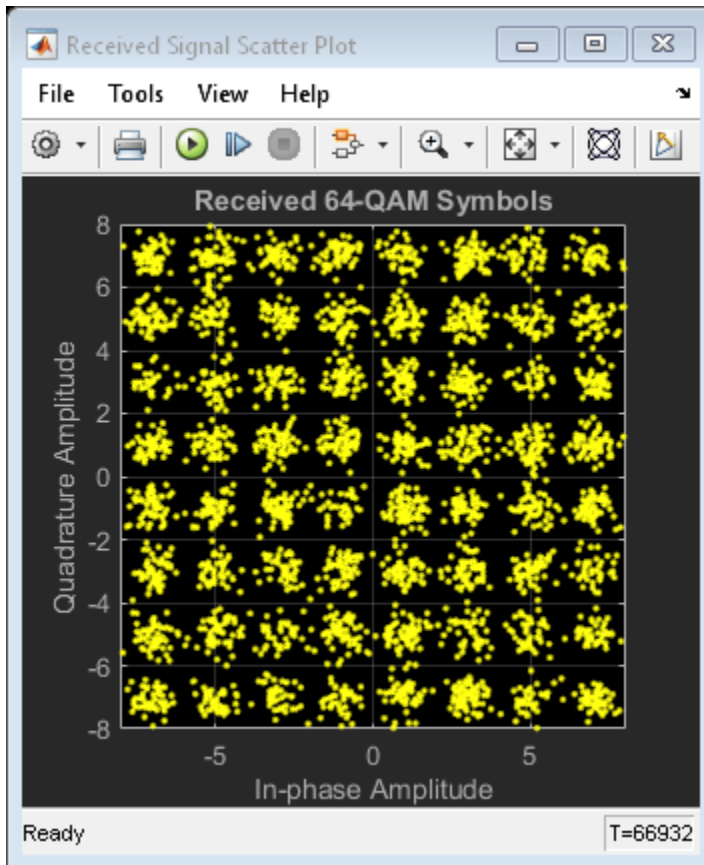 Received Signal Scatter Plot
File Tools View Help
Received 64-QAM Symbols
8
6
4
2
0
-2
-4
-6
-8
Quadrature Amplitude
-5 0 5
In-phase Amplitude
Ready T=66932